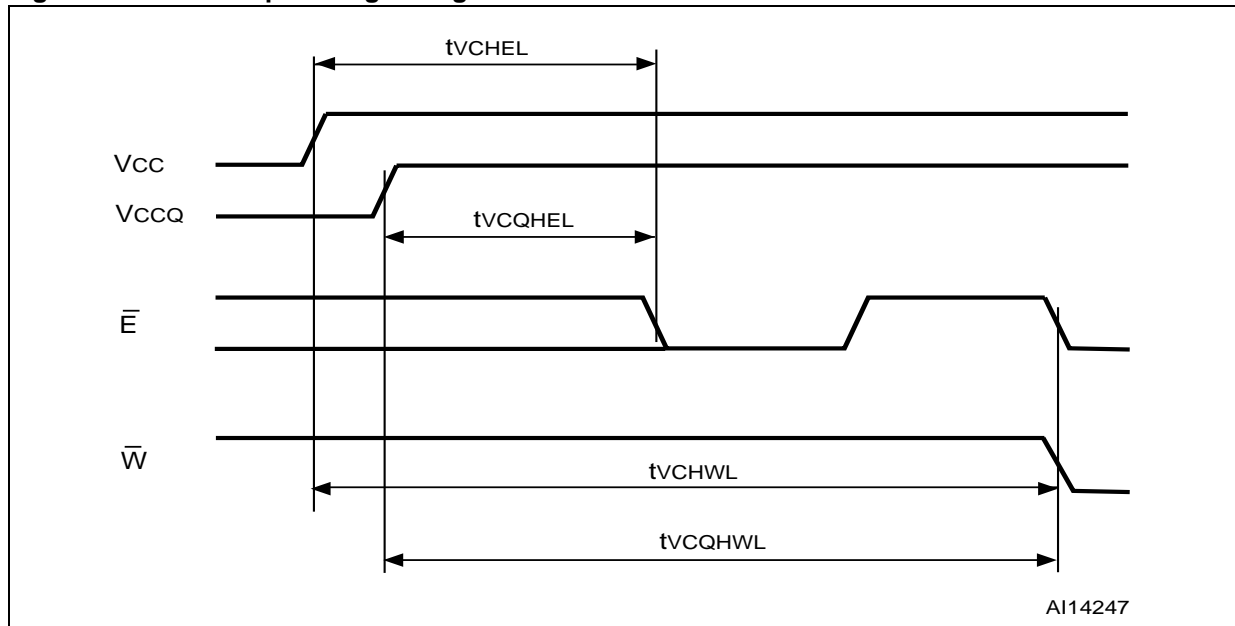 tVCHEL
VCC
VCCQ
tVCQHEL
E̅
W̅
tVCHWL
tVCQHWL
AI14247